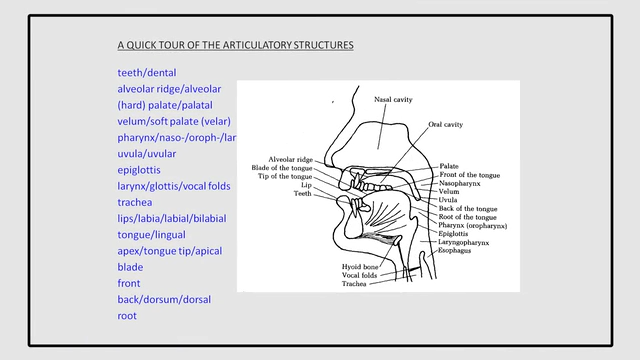 A QUICK TOUR OF THE ARTICULATORY STRUCTURES
teeth/dental
alveolar ridge/alveolar
(hard) palate/palatal
velum/soft palate (velar)
pharynx/naso-/oroph-/lar
uvula/uvular
epiglottis
larynx/glottis/vocal folds
trachea
lips/labia/labial/bilabial
tongue/lingual
apex/tongue tip/apical
blade
front
back/dorsum/dorsal
root
Nasal cavity
Oral cavity
Alveolar ridge
Blade of the tongue
Tip of the tongue
Lip
Teeth
Palate
Front of the tongue
Nasopharynx
Velum
Uvula
Back of the tongue
Root of the tongue
Pharynx (oropharynx)
Epiglottis
Laryngopharynx
Esophagus
Hyoid bone
Vocal folds
Trachea